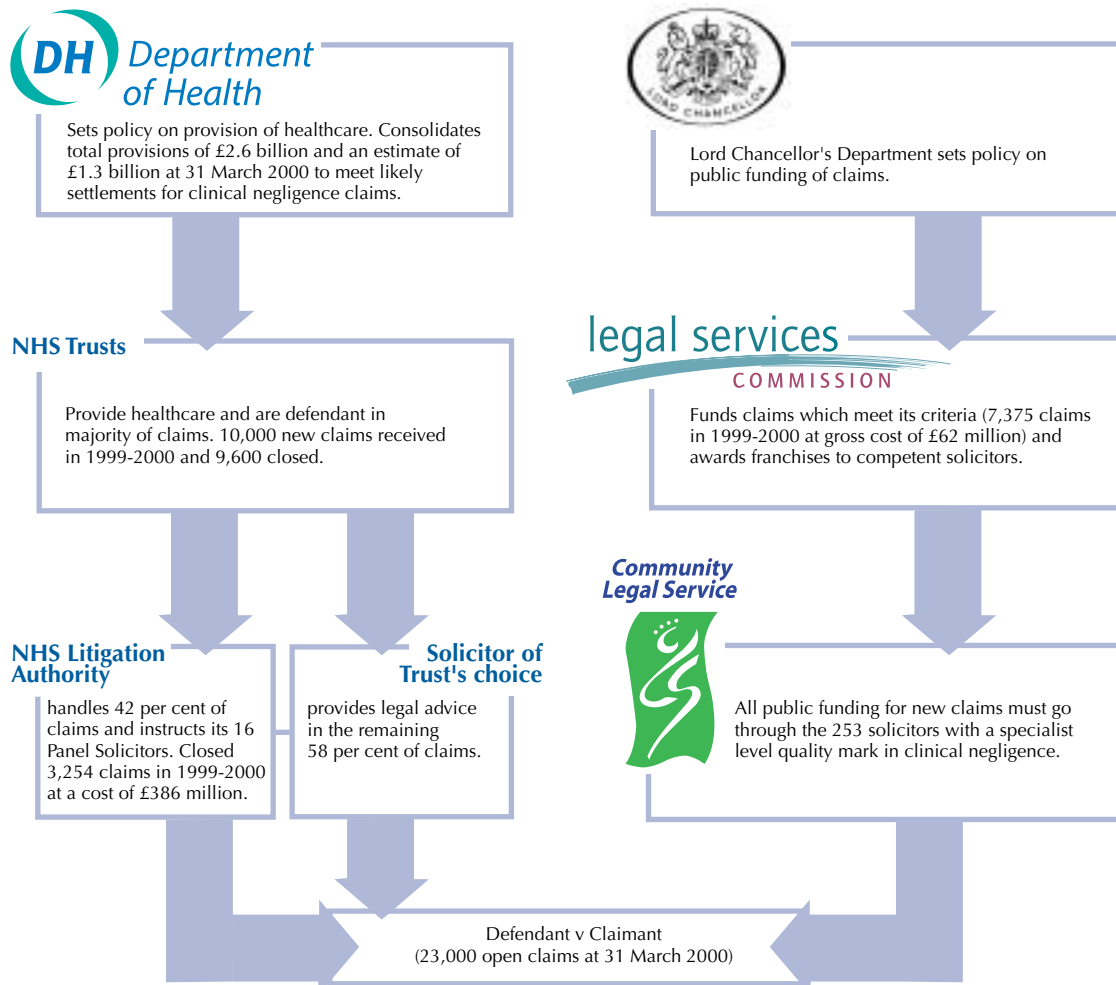 DH Department
of Health
Sets policy on provision of healthcare. Consolidates
total provisions of £2.6 billion and an estimate of
£1.3 billion at 31 March 2000 to meet likely
settlements for clinical negligence claims.
LORD CHANCELLOR
Lord Chancellor's Department sets policy on
public funding of claims.
NHS Trusts
Provide healthcare and are defendant in
majority of claims. 10,000 new claims received
in 1999-2000 and 9,600 closed.
legal services
COMMISSION
Funds claims which meet its criteria (7,375 claims
in 1999-2000 at gross cost of £62 million) and
awards franchises to competent solicitors.
NHS Litigation
Authority
handles 42 per cent of
claims and instructs its 16
Panel Solicitors. Closed
3,254 claims in 1999-2000
at a cost of £386 million.
Solicitor of
Trust's choice
provides legal advice
in the remaining
58 per cent of claims.
Community
Legal Service
All public funding for new claims must go
through the 253 solicitors with a specialist
level quality mark in clinical negligence.
Defendant v Claimant
(23,000 open claims at 31 March 2000)